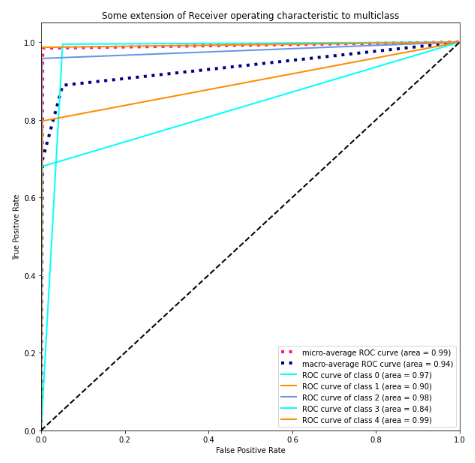 Some extension of Receiver operating characteristic to multiclass
1.0
0.8
0.6
0.4
0.2
0.0
True Positive Rate
micro-average ROC curve (area = 0.99)
macro-average ROC curve (area = 0.94)
ROC curve of class 0 (area = 0.97)
ROC curve of class 1 (area = 0.90)
ROC curve of class 2 (area = 0.98)
ROC curve of class 3 (area = 0.84)
ROC curve of class 4 (area = 0.99)
0.0 0.2 0.4 0.6 0.8 1.0
False Positive Rate